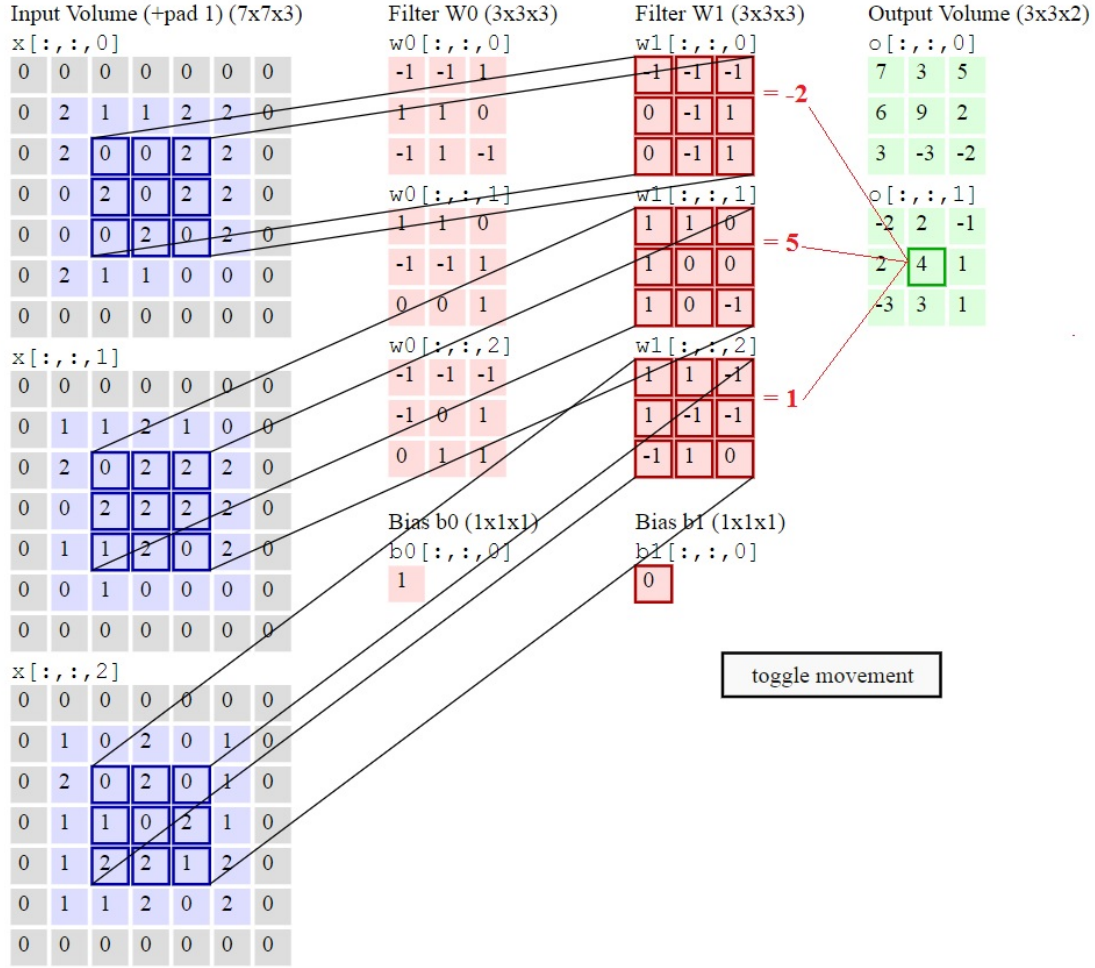 Input Volume (+pad 1) (7x7x3)
x[:,:,0]
0 0 0 0 0 0 0
0 2 1 1 2 2 0
0 2 0 0 2 2 0
0 0 2 0 2 2 0
0 0 0 2 0 2 0
0 2 1 1 0 0 0
0 0 0 0 0 0 0
x[:,:,1]
0 0 0 0 0 0 0
0 1 1 2 1 0 0
0 2 0 2 2 2 0
0 0 2 2 2 2 0
0 1 1 2 0 2 0
0 0 1 0 0 0 0
0 0 0 0 0 0 0
x[:,:,2]
0 0 0 0 0 0 0
0 1 0 2 0 1 0
0 2 0 2 0 1 0
0 1 1 0 2 1 0
0 1 2 2 1 2 0
0 1 1 2 0 2 0
0 0 0 0 0 0 0
Filter W0 (3x3x3)
w0[:,:,0]
-1 -1 1
1 1 0
-1 1 -1
w0[:,:,1]
1 1 0
-1 -1 1
0 0 1
w0[:,:,2]
-1 -1 -1
-1 0 1
0 1 1
Bias b0 (1x1x1)
b0[:,:,0]
1
Filter W1 (3x3x3)
w1[:,:,0]
-1 -1 -1
0 -1 1
0 -1 1
= -2
w1[:,:,1]
1 1 0
1 0 0
1 0 -1
= 5
w1[:,:,2]
1 1 -1
1 -1 -1
-1 1 0
= 1
Bias b1 (1x1x1)
b1[:,:,0]
0
Output Volume (3x3x2)
o[:,:,0]
7 3 5
6 9 2
3 -3 -2
o[:,:,1]
-2 2 -1
2 4 1
-3 3 1
toggle movement